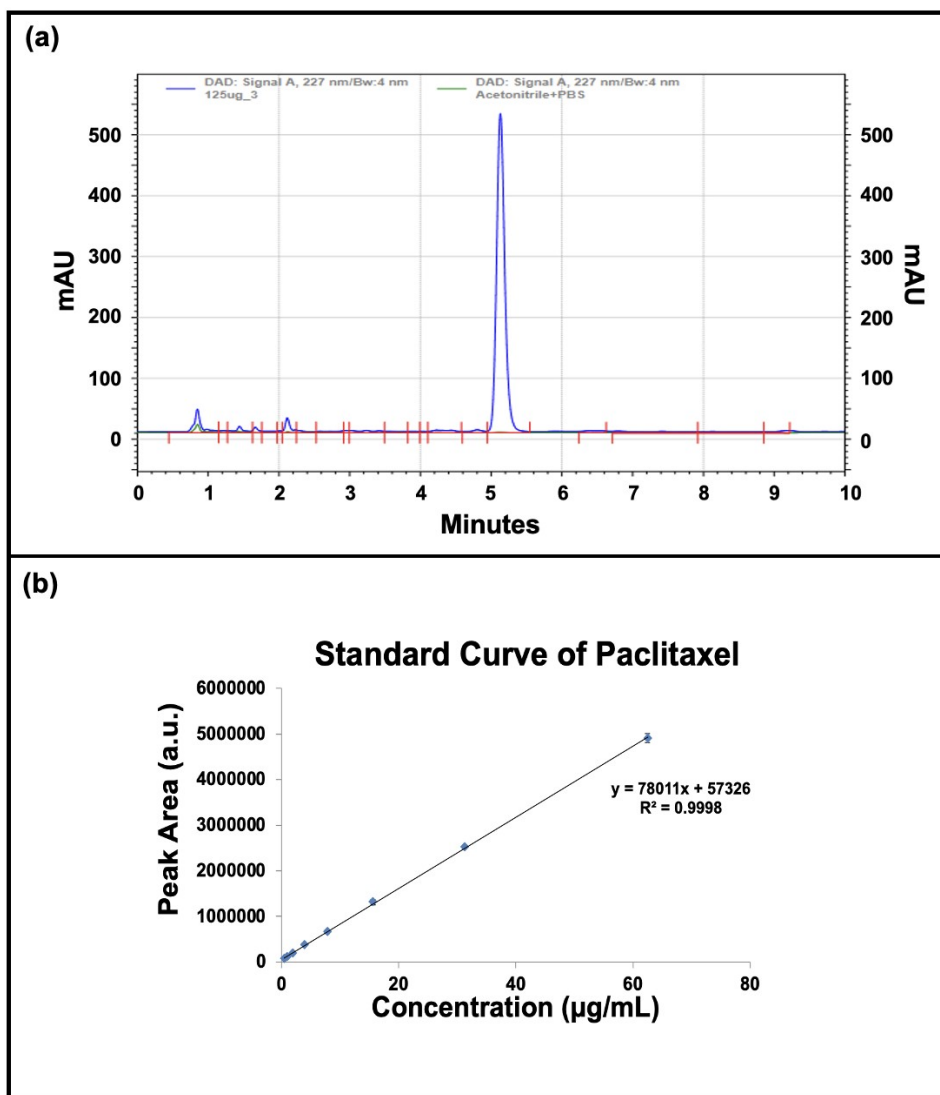 (a)
DAD: Signal A, 227 nm/Bw:4 nm
125ug_3
DAD: Signal A, 227 nm/Bw:4 nm
Acetonitrile+PBS
500
400
300
200
100
0
mAU
500
400
300
200
100
0
mAU
0 1 2 3 4 5 6 7 8 9 10
Minutes
(b)
Standard Curve of Paclitaxel
6000000
5000000
4000000
3000000
2000000
1000000
0
Peak Area (a.u.)
y = 78011x + 57326
R² = 0.9998
0 20 40 60 80
Concentration (µg/mL)